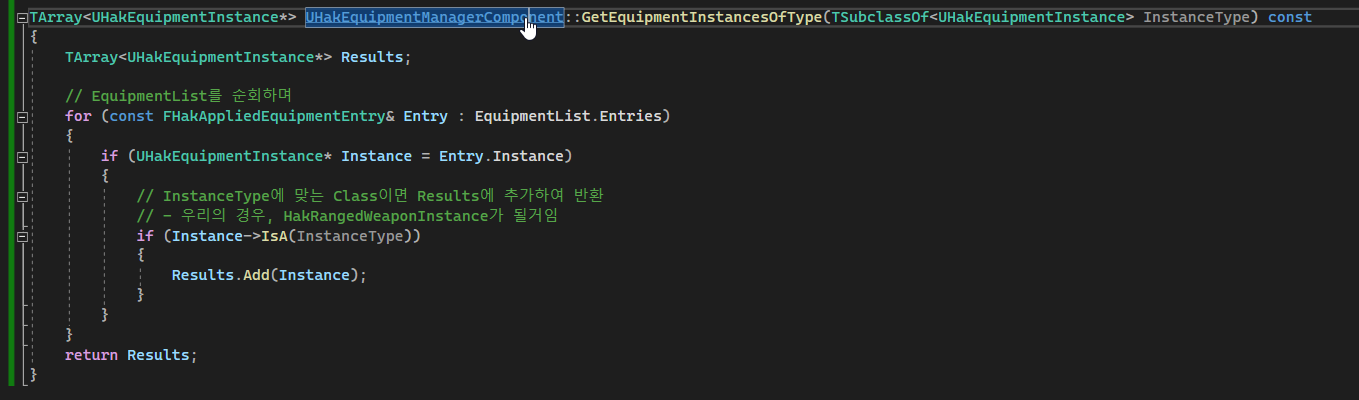 TArray<UHakEquipmentInstance*> UHakEquipmentManagerComponent::GetEquipmentInstancesOfType(TSubclassOf<UHakEquipmentInstance> InstanceType) const
{
    TArray<UHakEquipmentInstance*> Results;
    // EquipmentList를 순회하며
    for (const FHakAppliedEquipmentEntry& Entry : EquipmentList.Entries)
    {
        if (UHakEquipmentInstance* Instance = Entry.Instance)
        {
            // InstanceType에 맞는 Class이면 Results에 추가하여 반환
            // - 우리의 경우, HakRangedWeaponInstance가 될거임
            if (Instance->IsA(InstanceType))
            {
                Results.Add(Instance);
            }
        }
    }
    return Results;
}